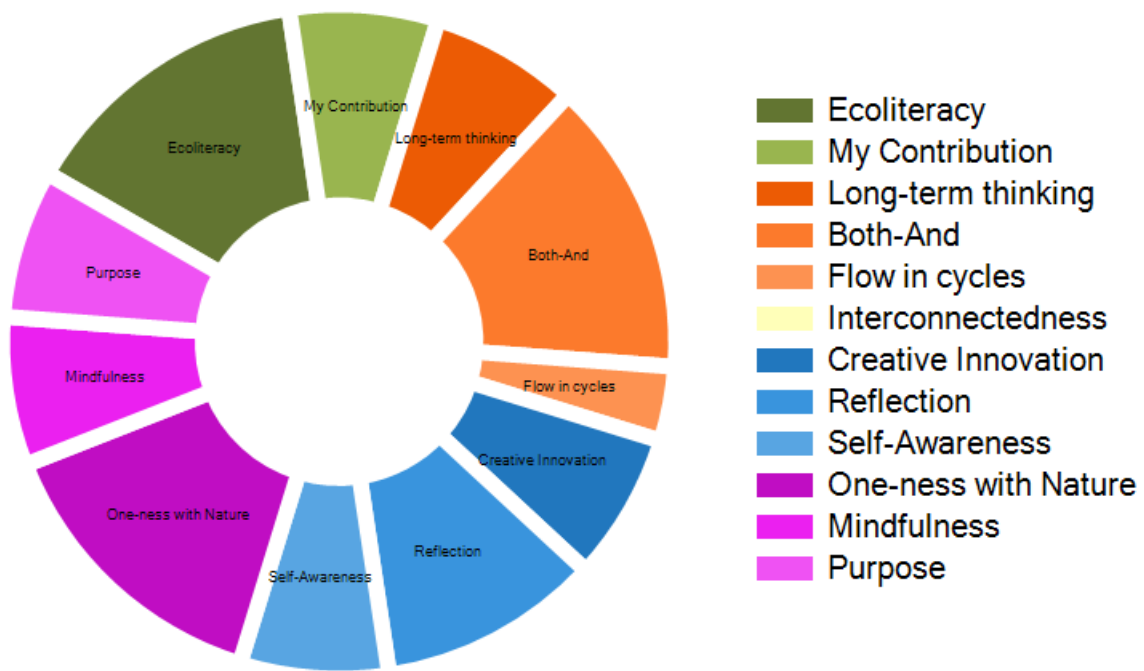 My Contribution
Long-term thinking
Ecoliteracy
Both-And
Purpose
Mindfulness
Flow in cycles
Creative Innovation
One-ness with Nature
Reflection
Self-Awareness
Ecoliteracy
My Contribution
Long-term thinking
Both-And
Flow in cycles
Interconnectedness
Creative Innovation
Reflection
Self-Awareness
One-ness with Nature
Mindfulness
Purpose